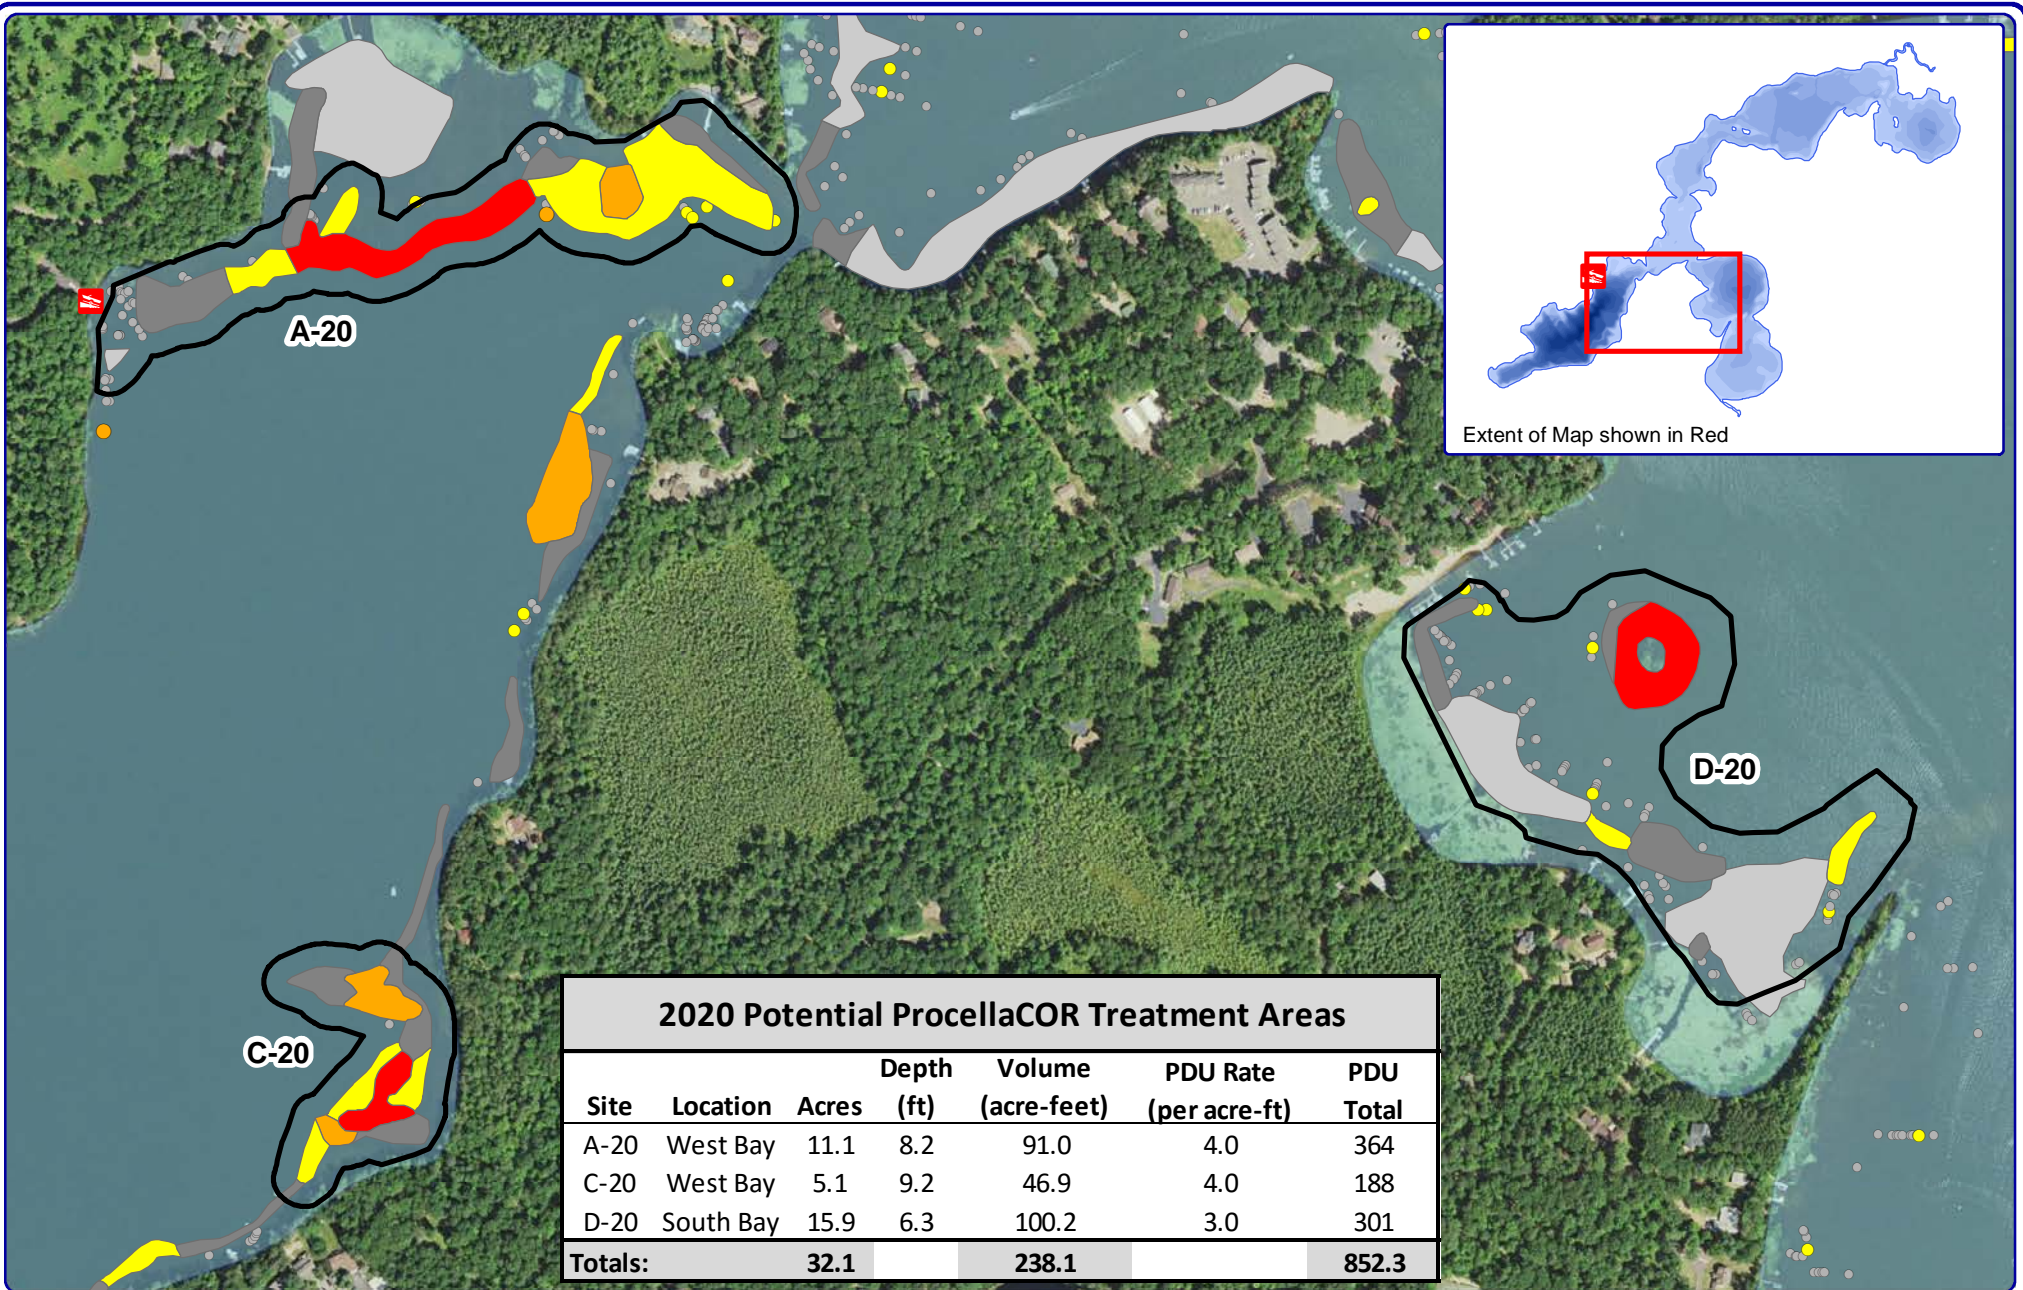 Extent of Map shown in Red
A-20
D-20
C-20
2020 Potential ProcellaCOR Treatment Areas
Site Location Acres Depth (ft) Volume (acre-feet) PDU Rate (per acre-ft) PDU Total
A-20 West Bay 11.1 8.2 91.0 4.0 364
C-20 West Bay 5.1 9.2 46.9 4.0 188
D-20 South Bay 15.9 6.3 100.2 3.0 301
Totals: 32.1 238.1 852.3